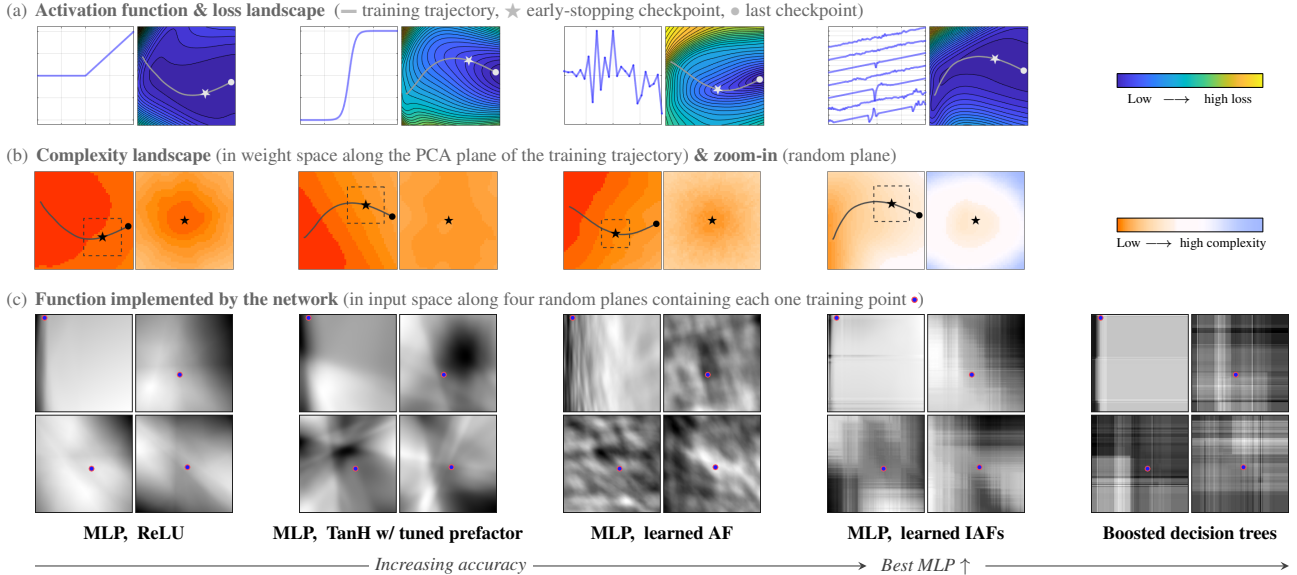 (a) Activation function & loss landscape (— training trajectory, ★ early-stopping checkpoint, ● last checkpoint)
Low ---→ high loss
(b) Complexity landscape (in weight space along the PCA plane of the training trajectory) & zoom-in (random plane)
Low ---→ high complexity
(c) Function implemented by the network (in input space along four random planes containing each one training point ●)
MLP, ReLU
MLP, TanH w/ tuned prefactor
MLP, learned AF
MLP, learned IAFs
Boosted decision trees
Increasing accuracy
Best MLP ↑